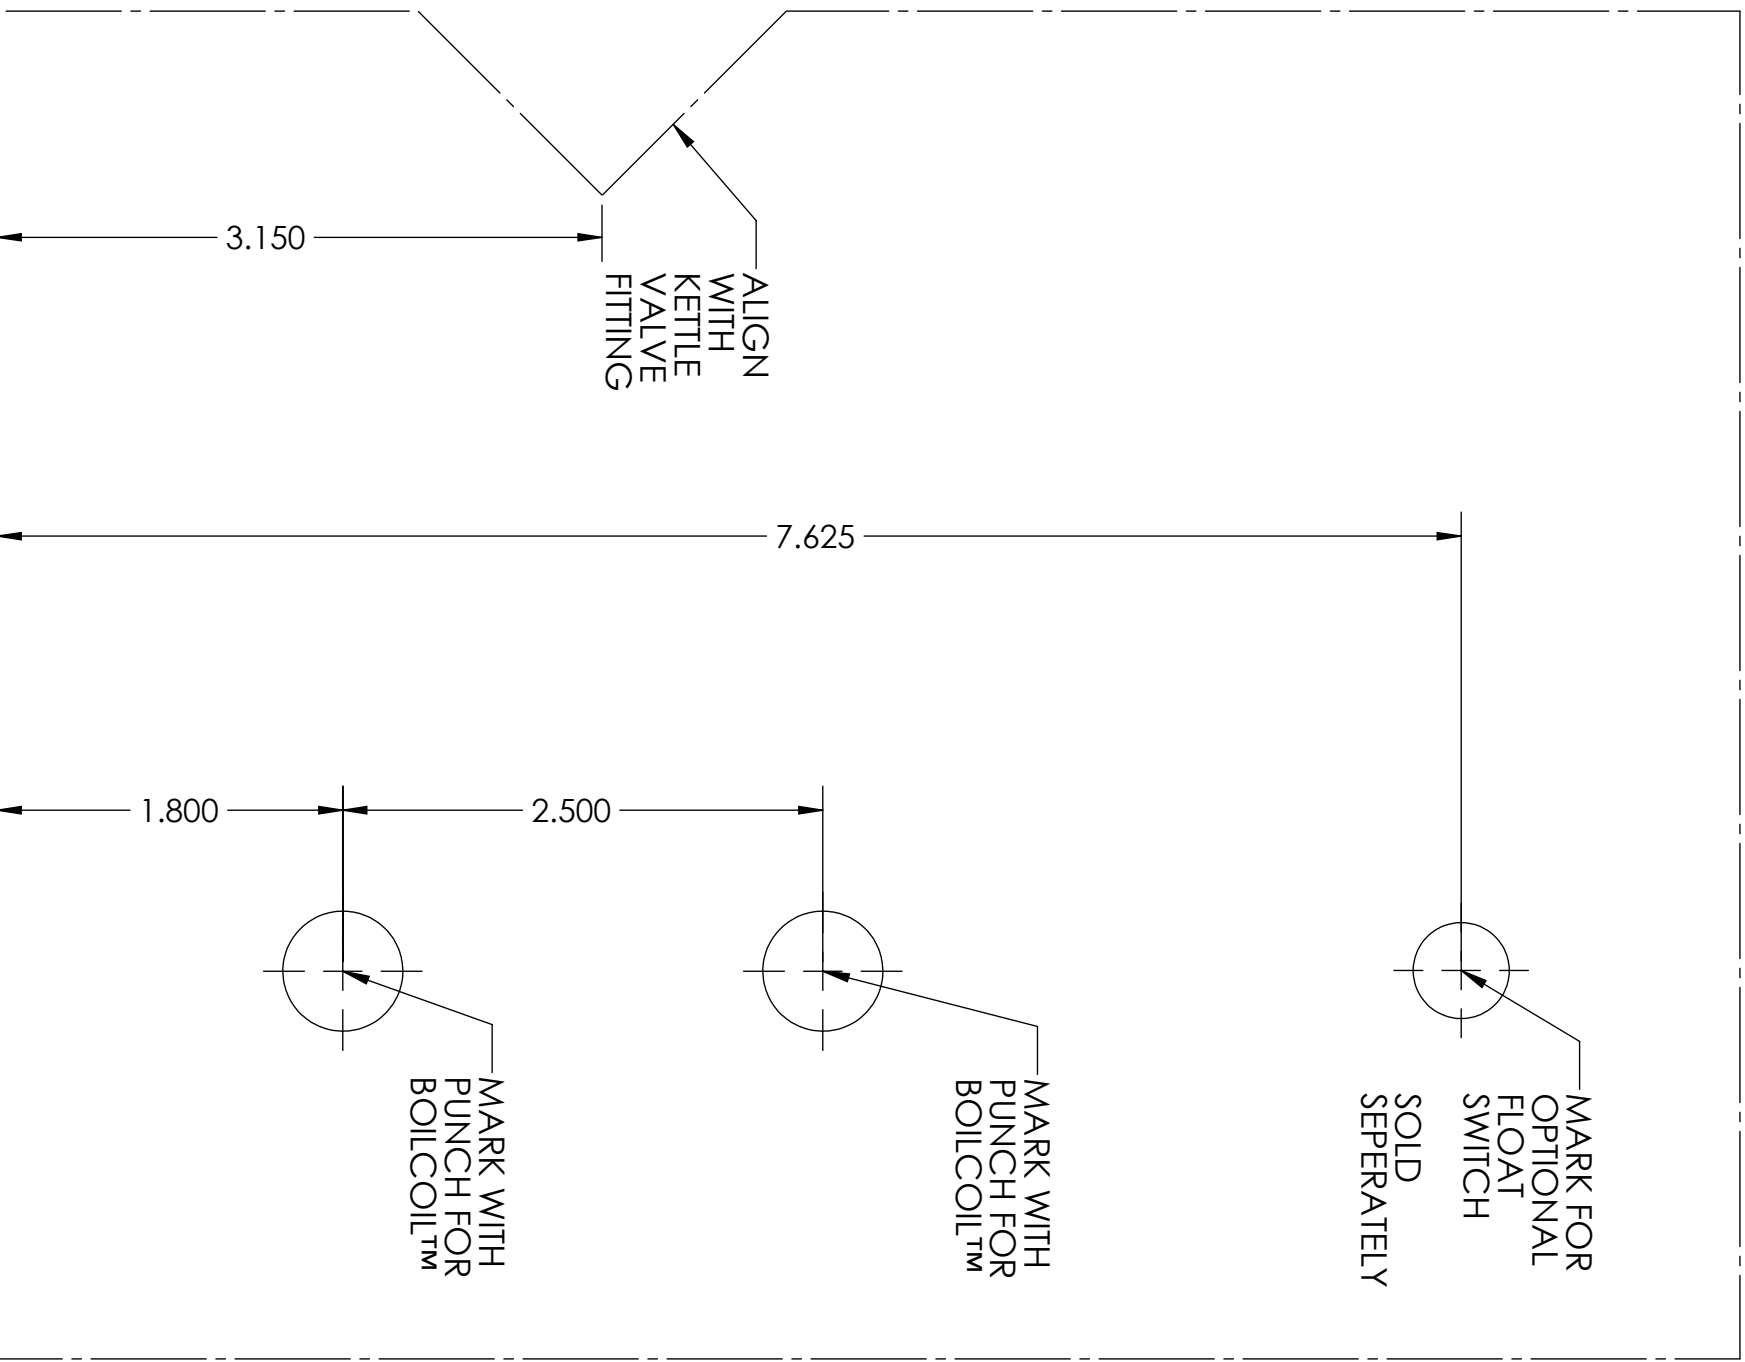 ALIGN
WITH
KETTLE
VALVE
FITTING
3.150
7.625
1.800
2.500
MARK FOR
OPTIONAL
FLOAT
SWITCH
SOLD
SEPERATELY
MARK WITH
PUNCH FOR
BOILCOIL™
MARK WITH
PUNCH FOR
BOILCOIL™